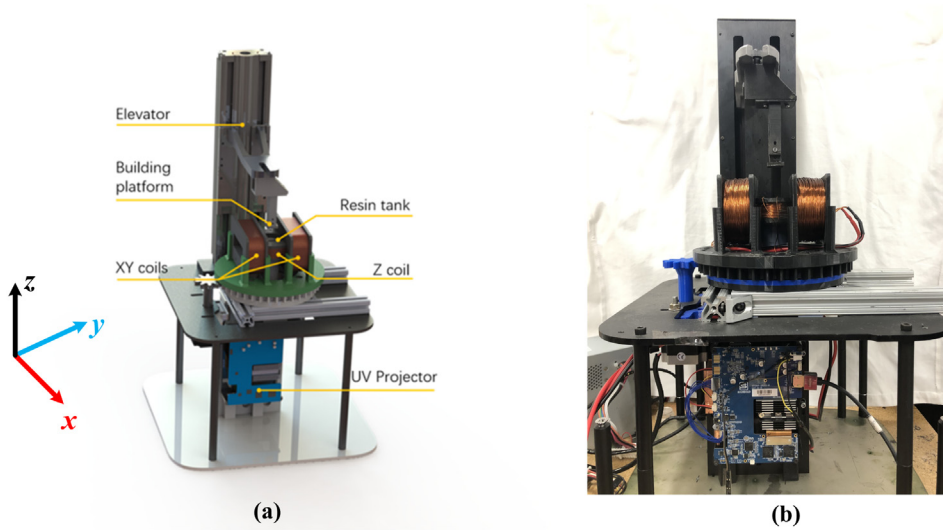 Elevator
Building
platform
Resin tank
XY coils
Z coil
z
y
x
UV Projector
(a)
(b)